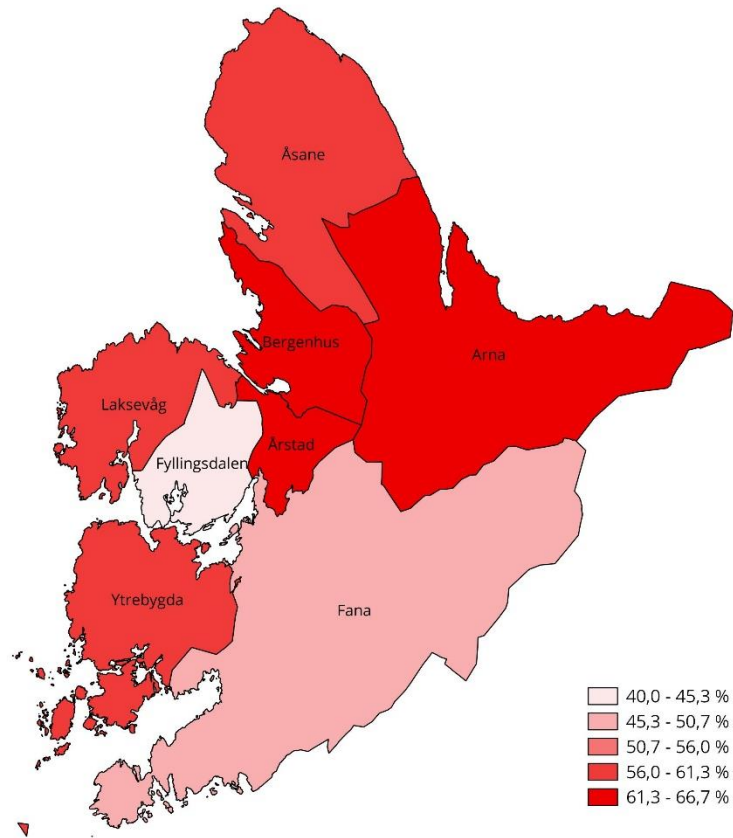 Åsane
Bergenhus
Arna
Laksevåg
Årstad
Fyllingsdalen
Ytrebygda
Fana
40,0 - 45,3 %
45,3 - 50,7 %
50,7 - 56,0 %
56,0 - 61,3 %
61,3 - 66,7 %